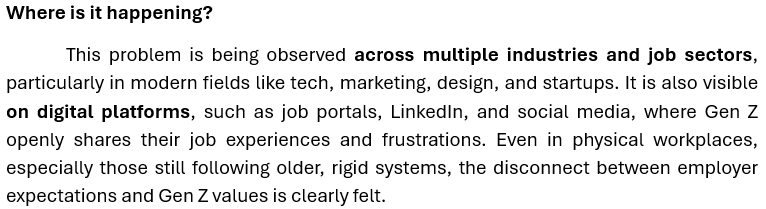 Where is it happening?
This problem is being observed across multiple industries and job sectors,
particularly in modern fields like tech, marketing, design, and startups. It is also visible
on digital platforms, such as job portals, LinkedIn, and social media, where Gen Z
openly shares their job experiences and frustrations. Even in physical workplaces,
especially those still following older, rigid systems, the disconnect between employer
expectations and Gen Z values is clearly felt.